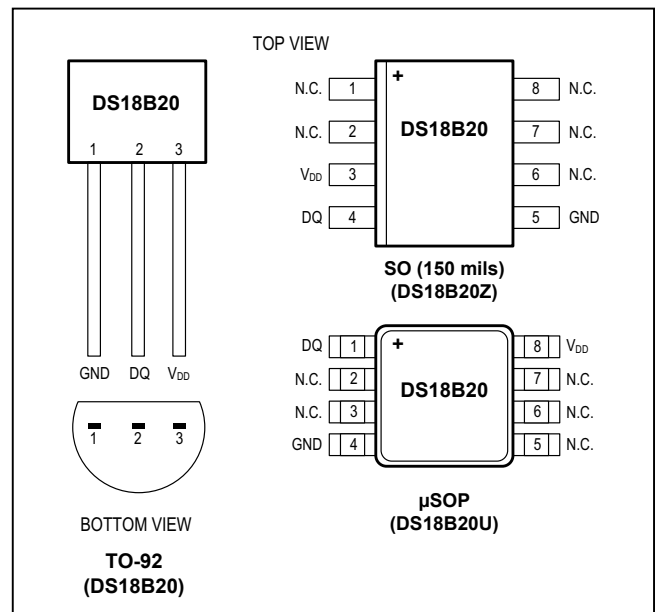 TOP VIEW
DS18B20
1 2 3
GND DQ VDD
1 2 3
BOTTOM VIEW
TO-92
(DS18B20)
+
DS18B20
N.C. 1 8 N.C.
N.C. 2 7 N.C.
VDD 3 6 N.C.
DQ 4 5 GND
SO (150 mils)
(DS18B20Z)
+
DS18B20
DQ 1 8 VDD
N.C. 2 7 N.C.
N.C. 3 6 N.C.
GND 4 5 N.C.
µSOP
(DS18B20U)